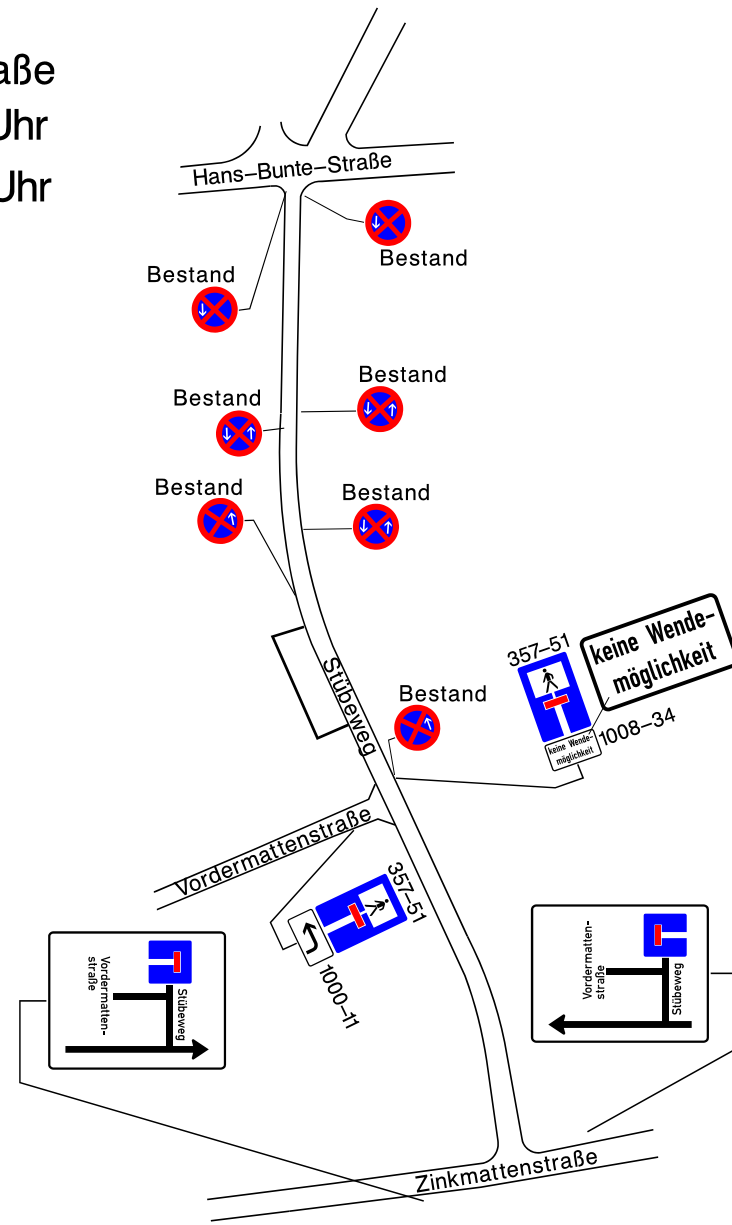 aße
Uhr
Uhr
Hans–Bunte–Straße
Bestand
Bestand
Bestand
Bestand
Bestand
Bestand
357–51
keine Wende–
möglichkeit
keine Wende–
möglichkeit
1008–34
Stübeweg
Bestand
Vordermattenstraße
357–51
1000–11
Vordermatten-
straße
Stübeweg
Vordermatten-
straße
Stübeweg
Zinkmattenstraße